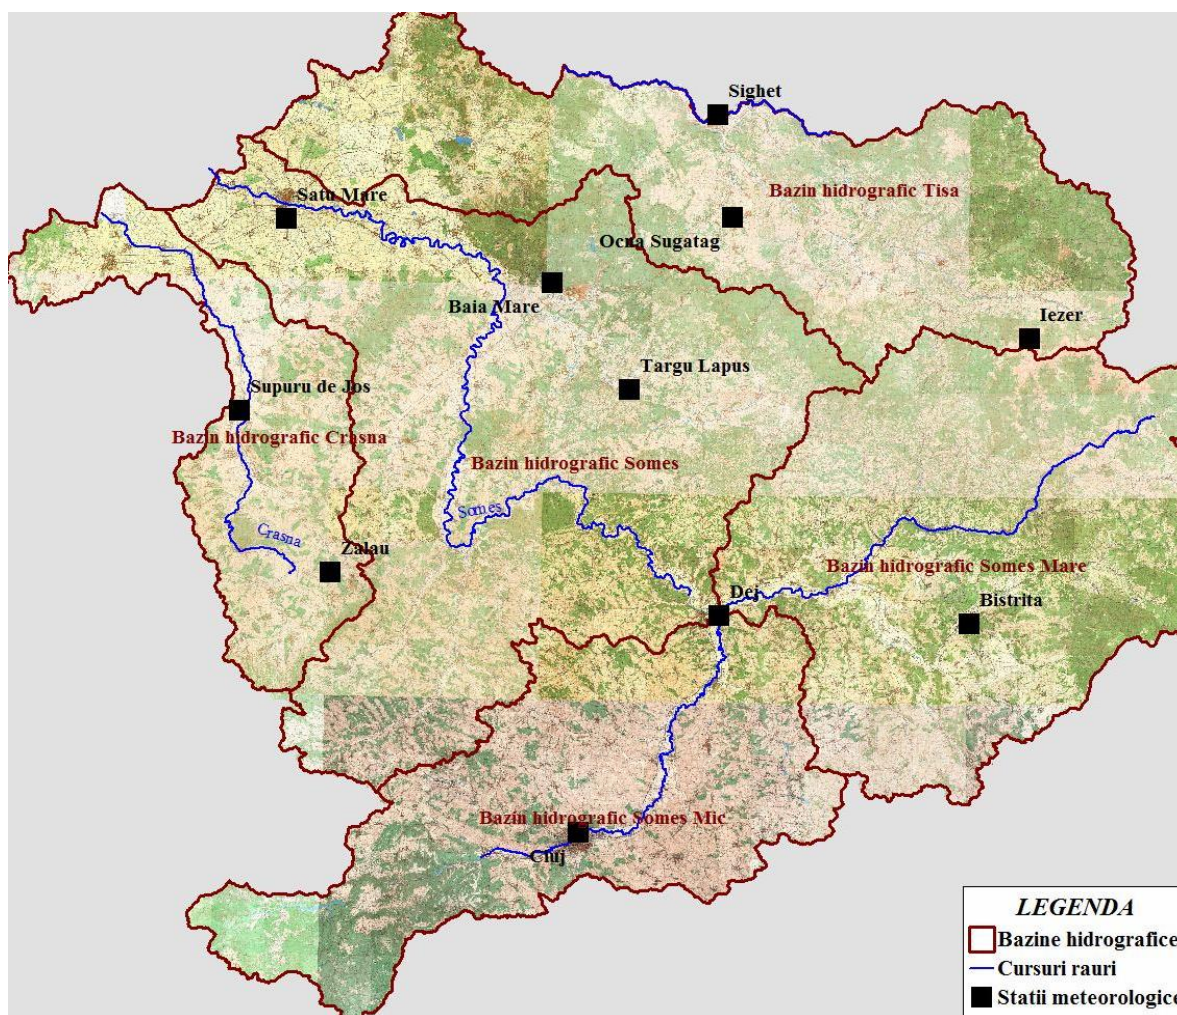 Sighet
Bazin hidrografic Tisa
Satu Mare
Ocna Sugatag
Baia Mare
Iezer
Targu Lapus
Supuru de Jos
Bazin hidrografic Crasna
Bazin hidrografic Somes
Somes
Crasna
Zalau
Bazin hidrografic Somes Mare
Dej
Bistrita
Bazin hidrografic Somes Mic
Cluj
LEGENDA
Bazine hidrografice
Cursuri rauri
Statii meteorologice